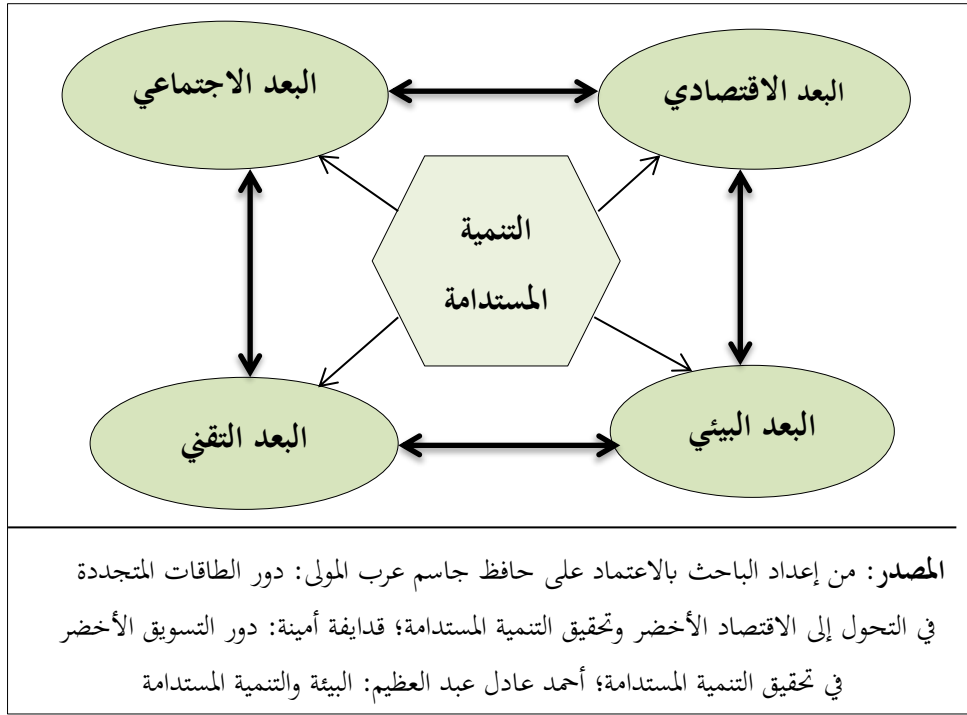 البعد الاقتصادي
البعد الاجتماعي
التنمية
المستدامة
البعد البيئي
البعد التقني
المصدر: من إعداد الباحث بالاعتماد على حافظ جاسم عرب المولى: دور الطاقات المتجددة
في التحول إلى الاقتصاد الأخضر وتحقيق التنمية المستدامة؛ قدايفة أمينة: دور التسويق الأخضر
في تحقيق التنمية المستدامة؛ أحمد عادل عبد العظيم: البيئة والتنمية المستدامة